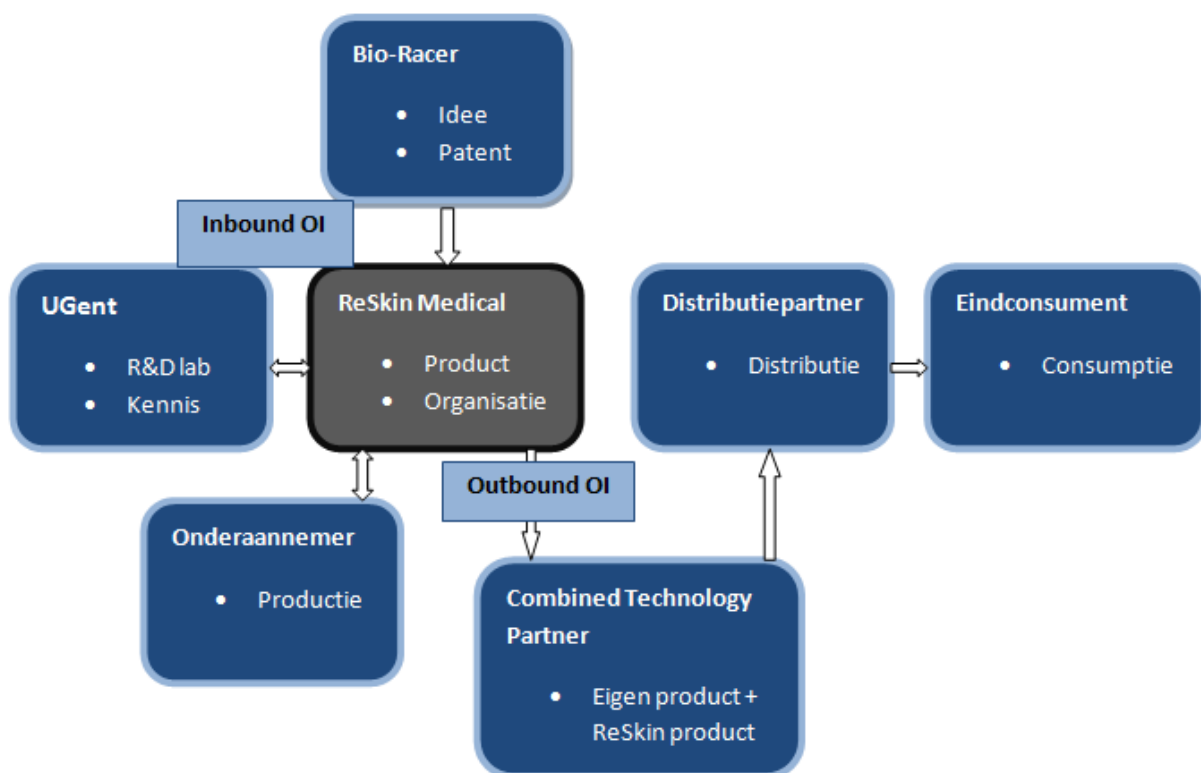 Bio-Racer
• Idee
• Patent
Inbound OI
UGent
• R&D lab
• Kennis
ReSkin Medical
• Product
• Organisatie
Distributiepartner
• Distributie
Eindconsument
• Consumptie
Outbound OI
Onderaannemer
• Productie
Combined Technology
Partner
• Eigen product +
ReSkin product